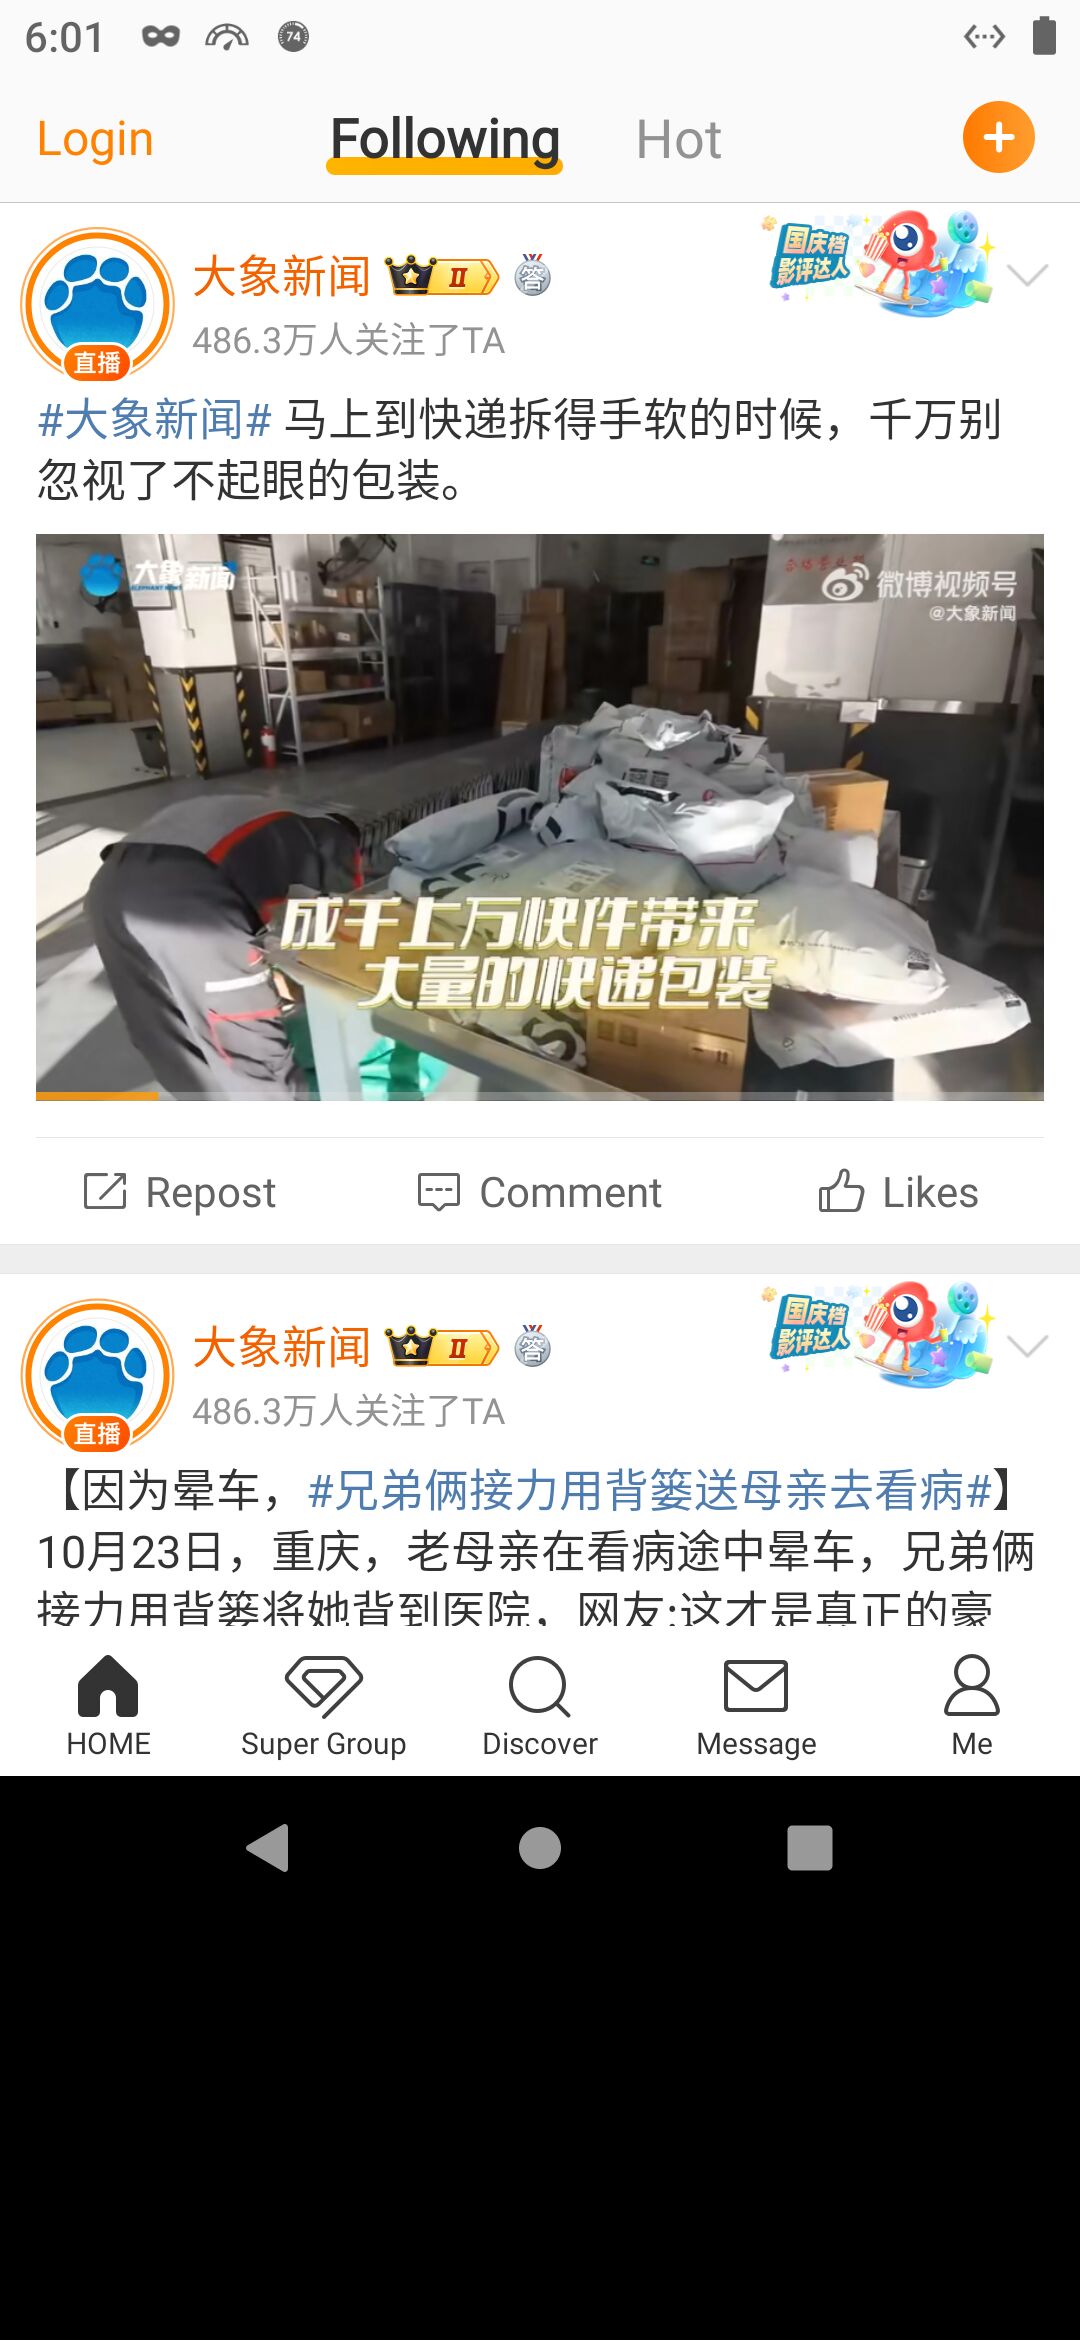 6:01
74
Login
Following
Hot
大象新闻
II
答
国庆档
影评达人
486.3万人关注了TA
直播
#大象新闻# 马上到快递拆得手软的时候，千万别
忽视了不起眼的包装。
大象新闻
ELEPHANT NEWS
微博视频号
@大象新闻
成千上万快件带来
大量的快递包装
Repost
Comment
Likes
大象新闻
II
答
国庆档
影评达人
486.3万人关注了TA
直播
【因为晕车，#兄弟俩接力用背篓送母亲去看病#】
10月23日，重庆，老母亲在看病途中晕车，兄弟俩
接力用背篓将她背到医院，网友:这才是真正的豪
HOME
Super Group
Discover
Message
Me